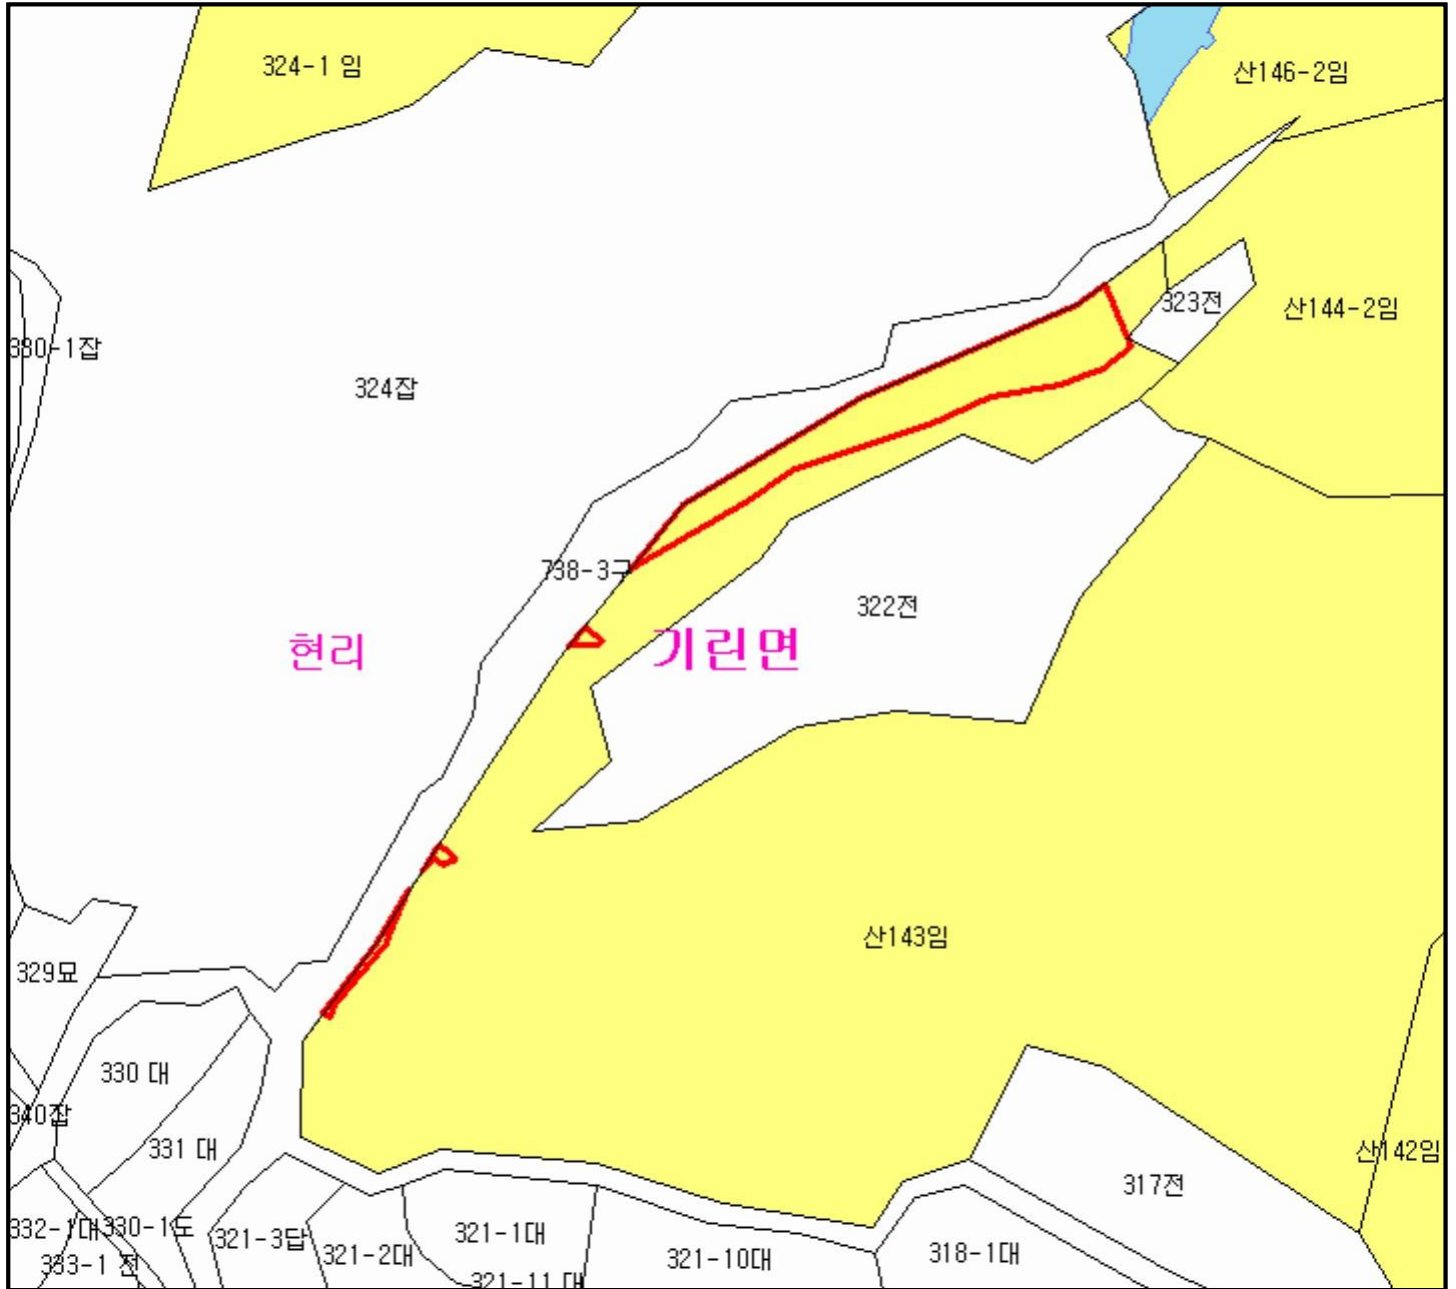 324-1 임
산146-2임
323전
산144-2임
330-1잡
324잡
738-3구
322전
현리
기린면
산143임
329묘
330 대
340잡
331 대
산142임
317전
332-1대
330-1도
321-3답
321-1대
321-2대
321-10대
318-1대
333-1 전
321-11 대